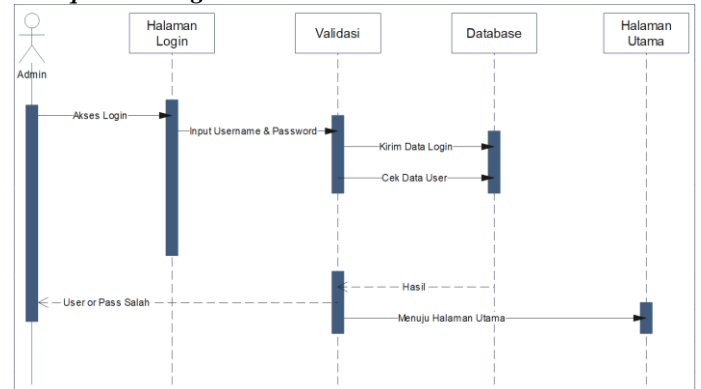 Halaman
Login
Validasi
Database
Halaman
Utama
Admin
Akses Login
Input Username & Password
Kirim Data Login
Cek Data User
Hasil
User or Pass Salah
Menuju Halaman Utama